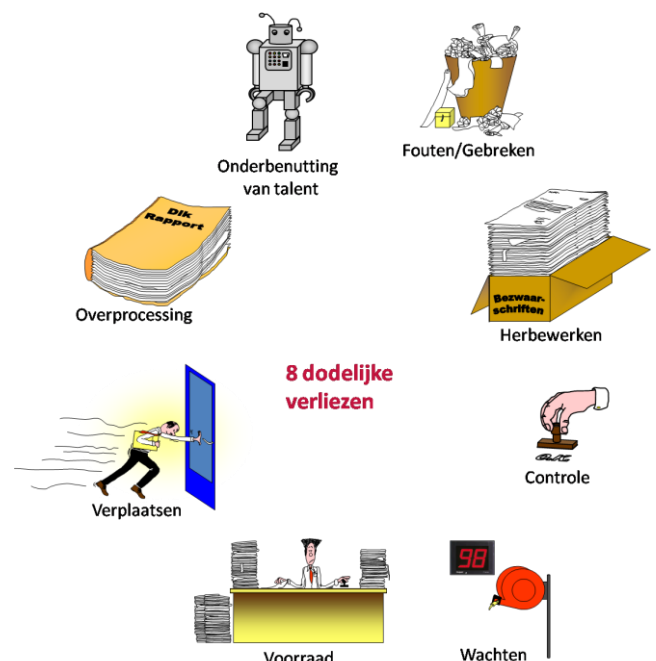 Onderbenutting
van talent
Fouten/Gebreken
Dik
Rapport
Overprocessing
Bezwaar-
schriften
Herbewerken
8 dodelijke
verliezen
Verplaatsen
Controle
98
Voorraad
Wachten